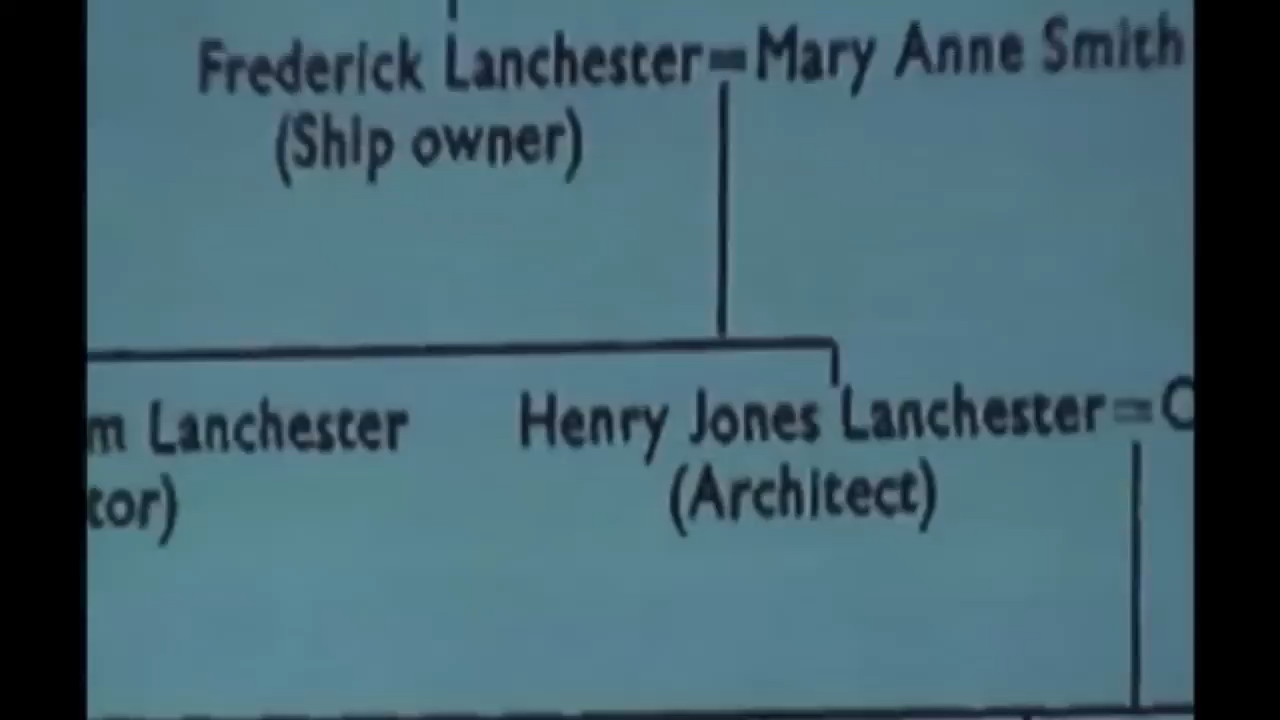 Frederick Lanchester = Mary Anne Smith
(Ship owner)
m Lanchester
Henry Jones Lanchester = C
tor)
(Architect)